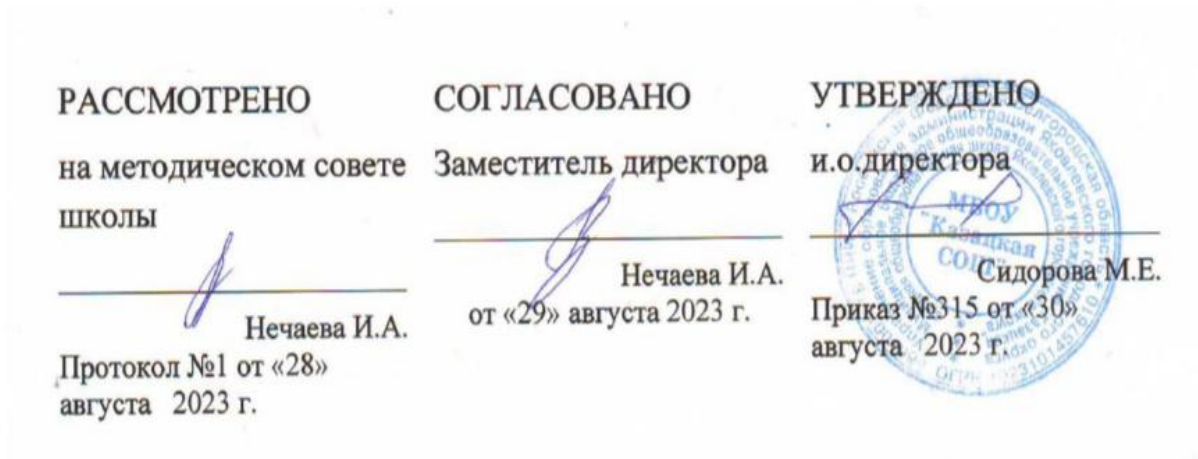 РАССМОТРЕНО
на методическом совете
школы
Нечаева И.А.
Протокол №1 от «28»
августа 2023 г.
СОГЛАСОВАНО
Заместитель директора
Нечаева И.А.
от «29» августа 2023 г.
УТВЕРЖДЕНО
и.о.директора
Сидорова М.Е.
Приказ №315 от «30»
августа 2023 г.
МБОУ
"Казацкая
СОШ"